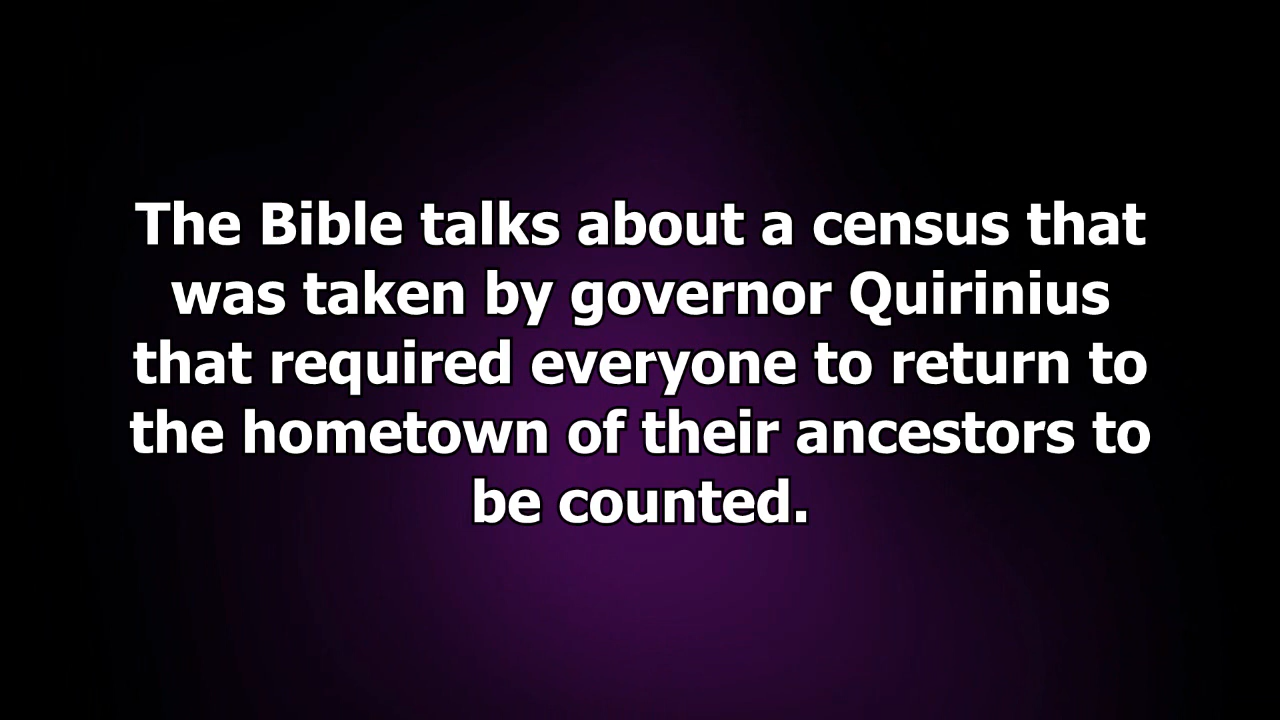 The Bible talks about a census that
was taken by governor Quirinius
that required everyone to return to
the hometown of their ancestors to
be counted.